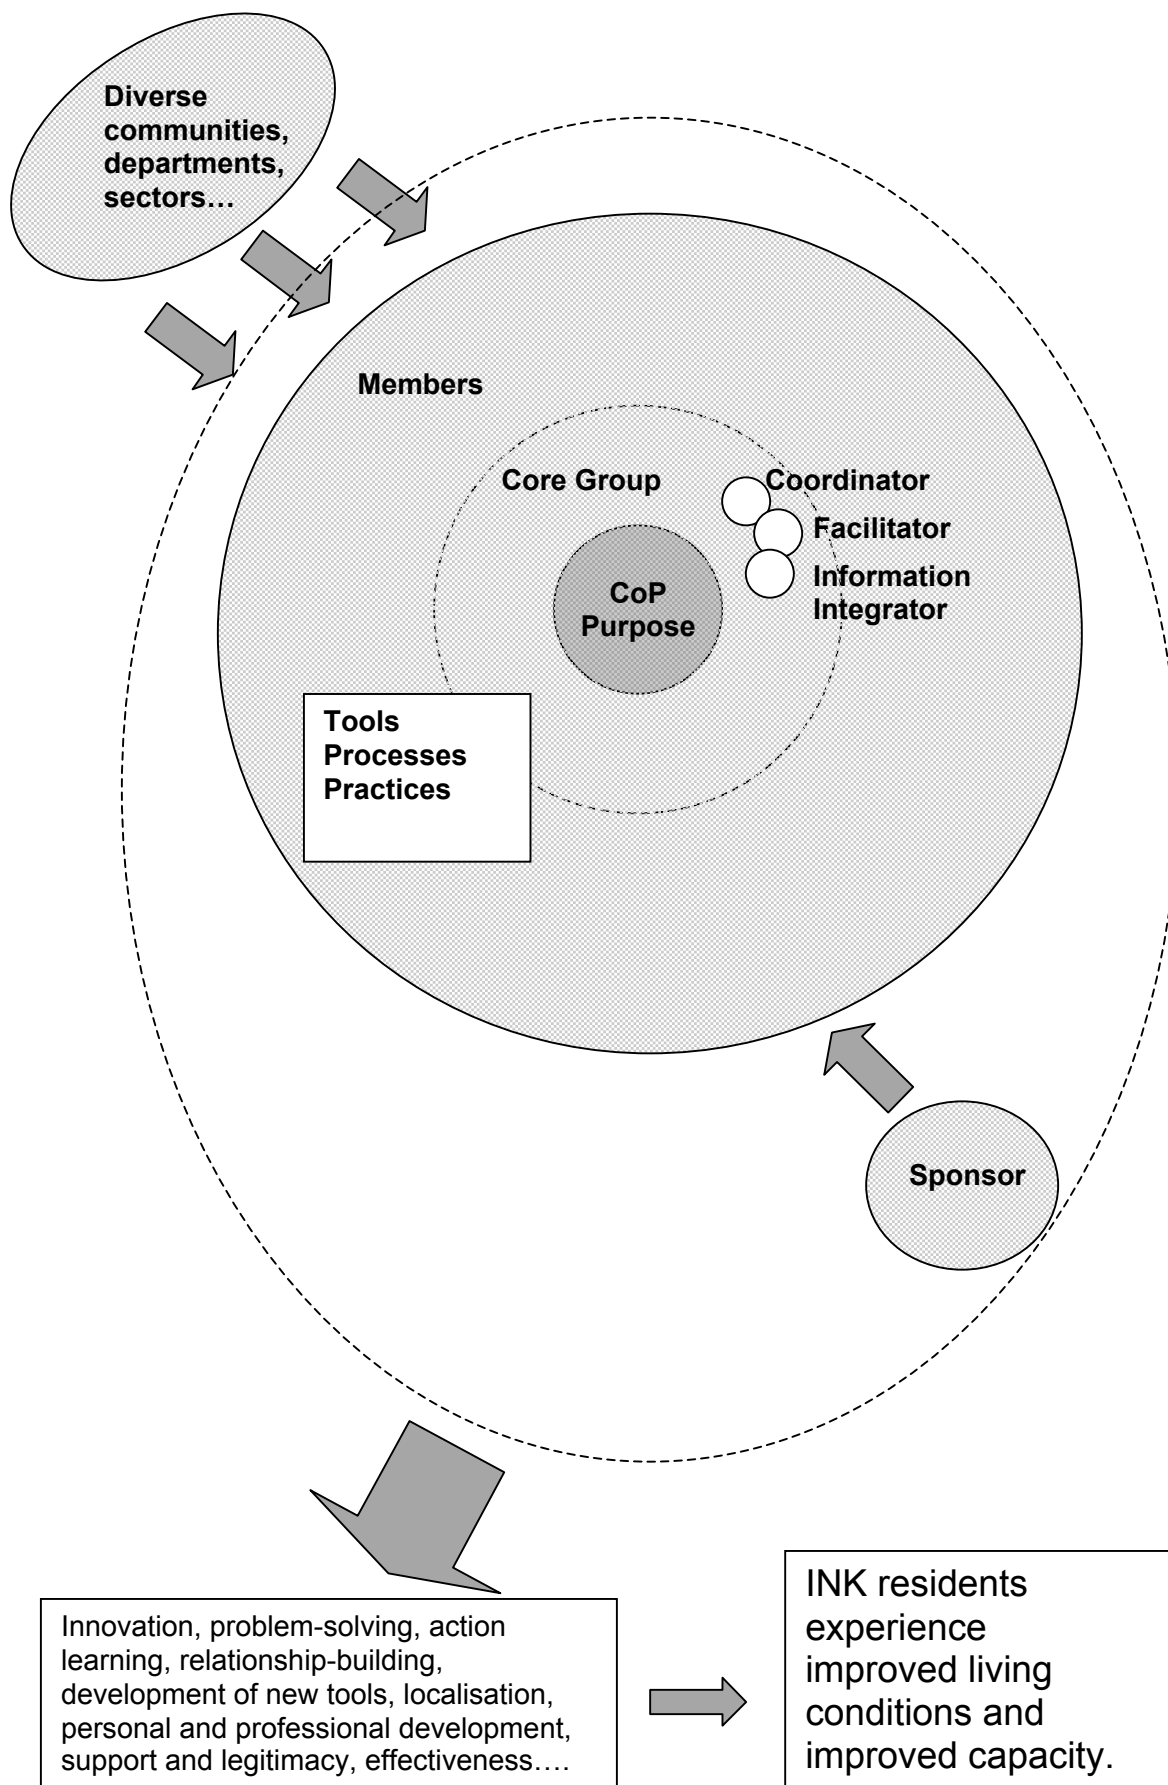 Diverse
communities,
departments,
sectors…
Members
Core Group
Coordinator
Facilitator
Information
Integrator
CoP
Purpose
Tools
Processes
Practices
Sponsor
Innovation, problem-solving, action
learning, relationship-building,
development of new tools, localisation,
personal and professional development,
support and legitimacy, effectiveness….
INK residents
experience
improved living
conditions and
improved capacity.